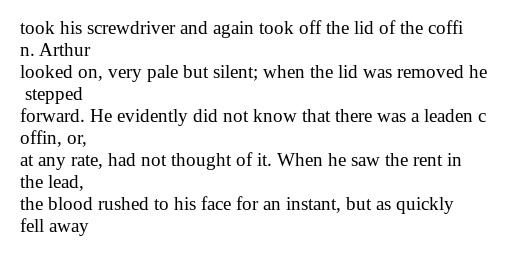 took his screwdriver and again took off the lid of the coffi
n. Arthur
looked on, very pale but silent; when the lid was removed he
 stepped
forward. He evidently did not know that there was a leaden c
offin, or,
at any rate, had not thought of it. When he saw the rent in
the lead,
the blood rushed to his face for an instant, but as quickly
fell away